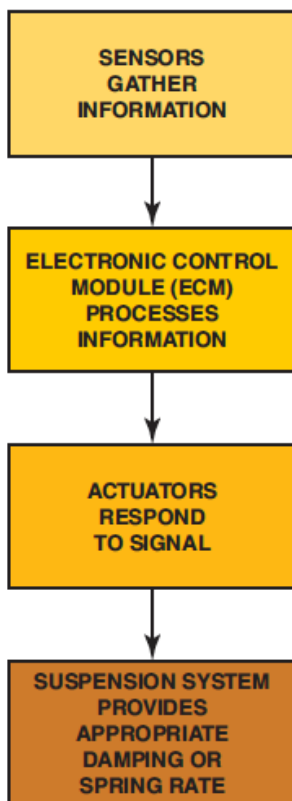 SENSORS
GATHER
INFORMATION
ELECTRONIC CONTROL
MODULE (ECM)
PROCESSES
INFORMATION
ACTUATORS
RESPOND
TO SIGNAL
SUSPENSION SYSTEM
PROVIDES
APPROPRIATE
DAMPING OR
SPRING RATE